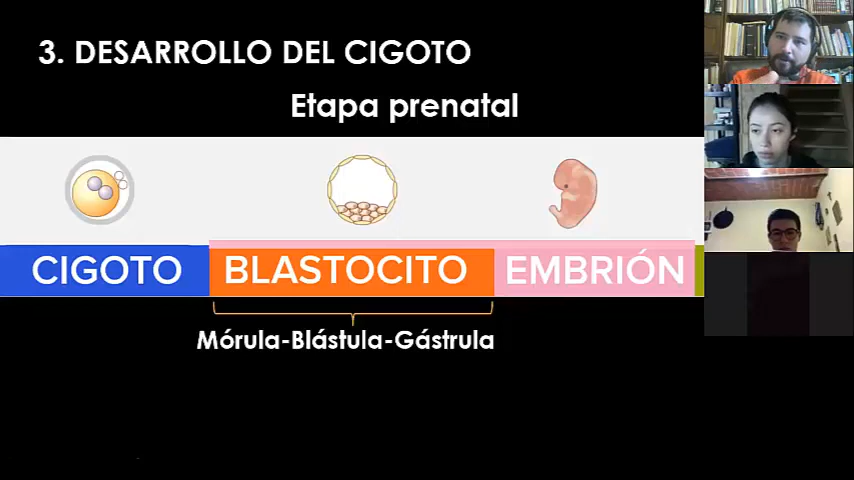 3. DESARROLLO DEL CIGOTO
Etapa prenatal
CIGOTO BLASTOCITO EMBRIÓN
Mórula-Blástula-Gástrula